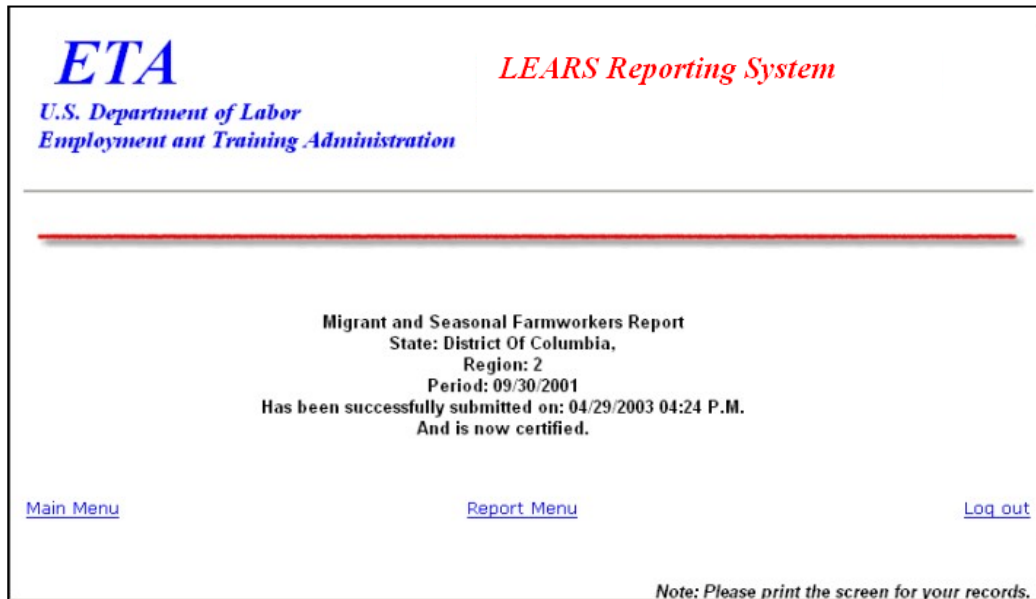 ETA
LEARS Reporting System
U.S. Department of Labor
Employment ant Training Administration
Migrant and Seasonal Farmworkers Report
State: District Of Columbia,
Region: 2
Period: 09/30/2001
Has been successfully submitted on: 04/29/2003 04:24 P.M.
And is now certified.
Main Menu
Report Menu
Log out
Note: Please print the screen for your records.